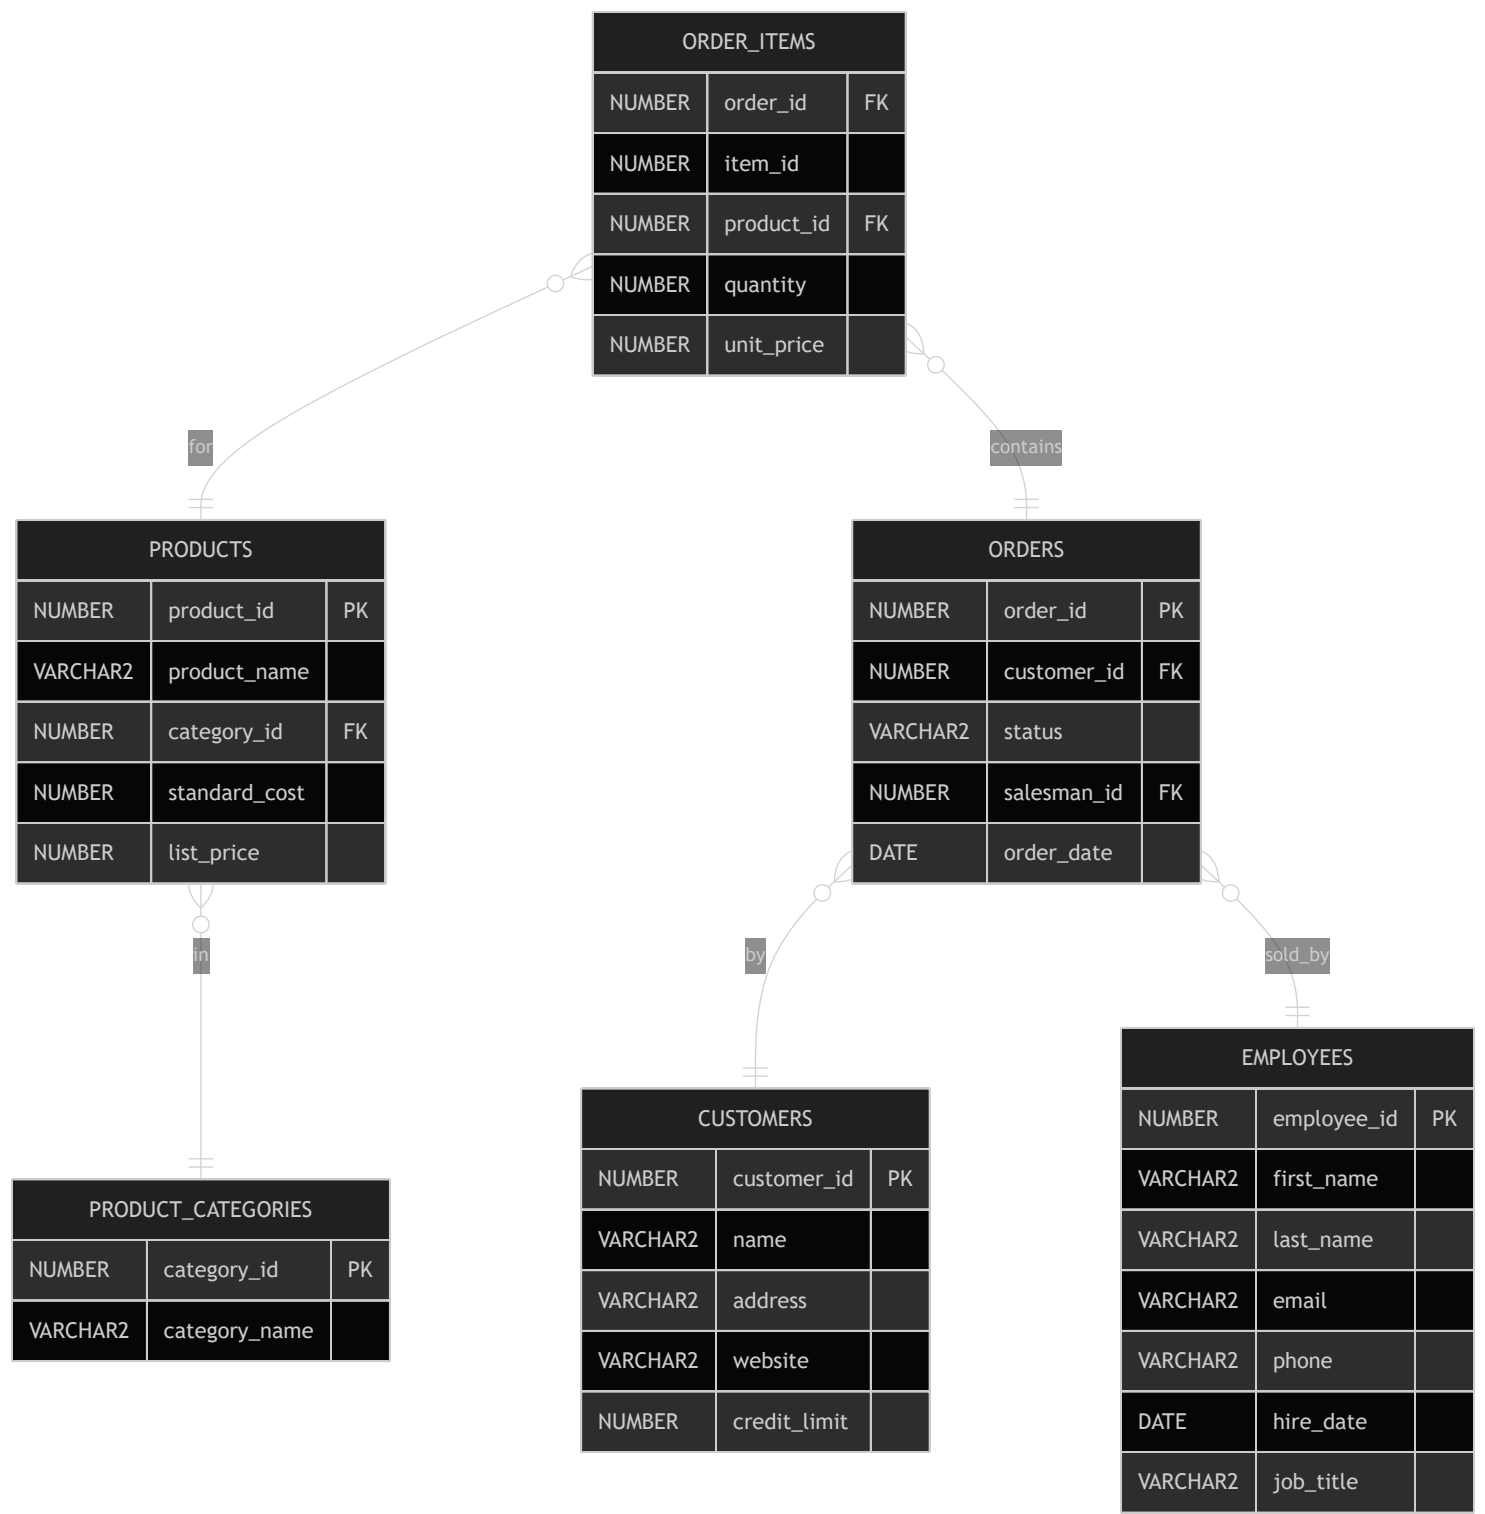 ORDER_ITEMS
NUMBER order_id FK
NUMBER item_id
NUMBER product_id FK
NUMBER quantity
NUMBER unit_price
for
contains
PRODUCTS
NUMBER product_id PK
VARCHAR2 product_name
NUMBER category_id FK
NUMBER standard_cost
NUMBER list_price
ORDERS
NUMBER order_id PK
NUMBER customer_id FK
VARCHAR2 status
NUMBER salesman_id FK
DATE order_date
in
by
sold_by
PRODUCT_CATEGORIES
NUMBER category_id PK
VARCHAR2 category_name
CUSTOMERS
NUMBER customer_id PK
VARCHAR2 name
VARCHAR2 address
VARCHAR2 website
NUMBER credit_limit
EMPLOYEES
NUMBER employee_id PK
VARCHAR2 first_name
VARCHAR2 last_name
VARCHAR2 email
VARCHAR2 phone
DATE hire_date
VARCHAR2 job_title